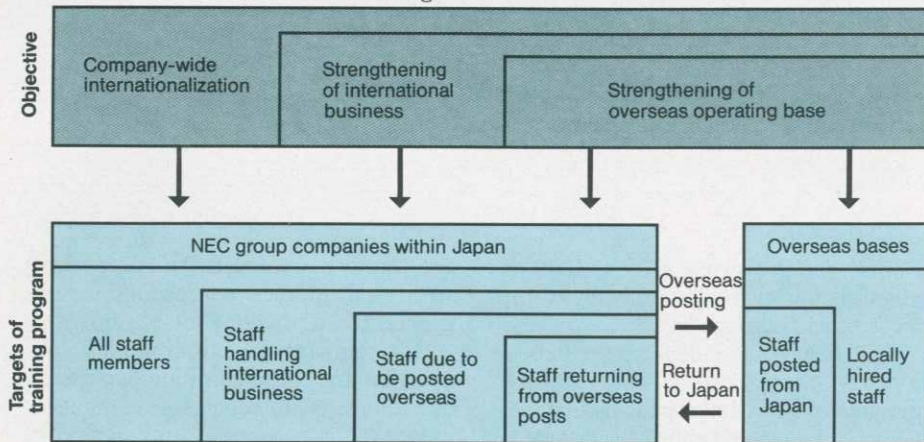 Objective
Company-wide
internationalization
Strengthening
of international
business
Strengthening of
overseas operating base
Targets of
training program
NEC group companies within Japan
All staff
members
Staff
handling
international
business
Staff due to
be posted
overseas
Staff returning
from overseas
posts
Overseas
posting
Return
to Japan
Overseas bases
Staff
posted
from
Japan
Locally
hired
staff